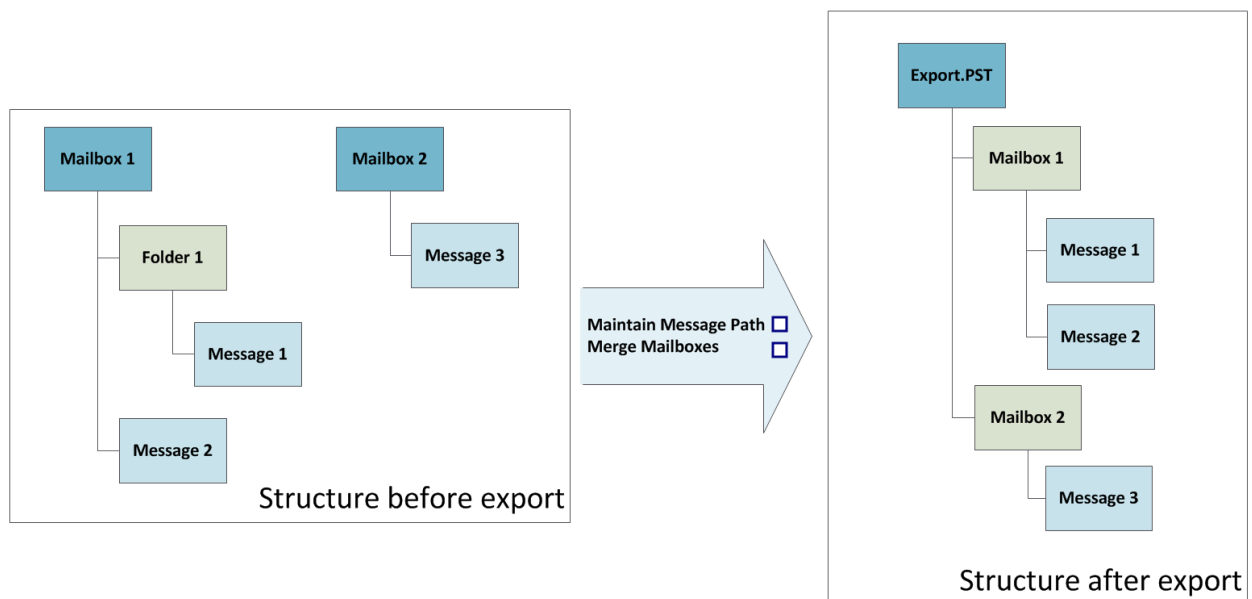 Mailbox 1
Mailbox 2
Folder 1
Message 3
Message 1
Message 2
Structure before export
Maintain Message Path
Merge Mailboxes
Export.PST
Mailbox 1
Message 1
Message 2
Mailbox 2
Message 3
Structure after export